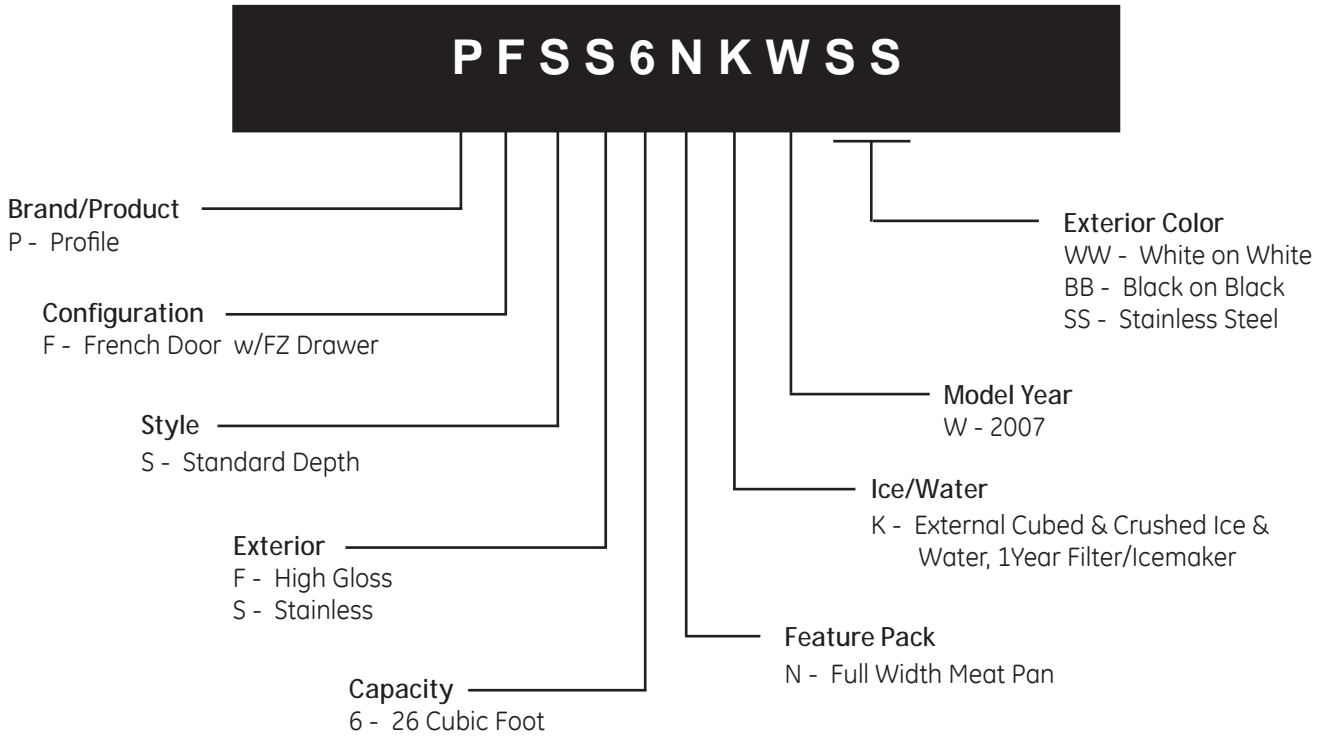 PFSS6NKWSS
Brand/Product
P - Profile
Configuration
F - French Door w/FZ Drawer
Style
S - Standard Depth
Exterior
F - High Gloss
S - Stainless
Capacity
6 - 26 Cubic Foot
Exterior Color
WW - White on White
BB - Black on Black
SS - Stainless Steel
Model Year
W - 2007
Ice/Water
K - External Cubed & Crushed Ice &
Water, 1Year Filter/Icemaker
Feature Pack
N - Full Width Meat Pan